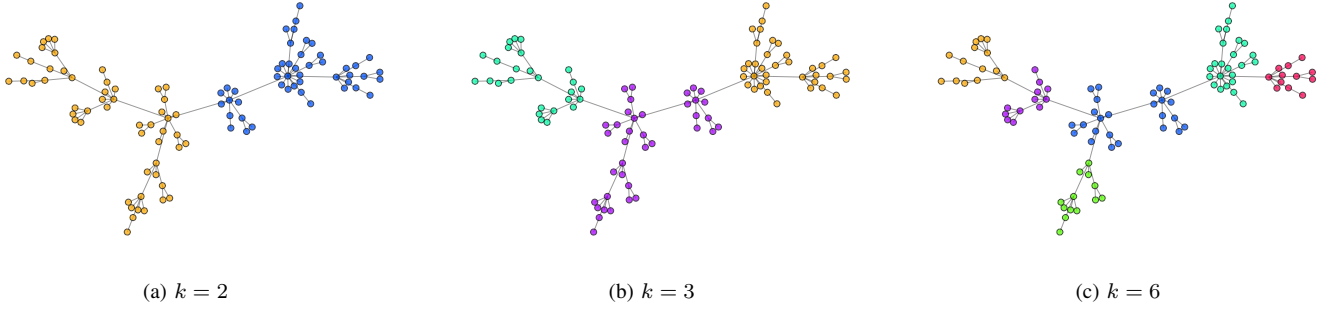 (a) k = 2
(b) k = 3
(c) k = 6